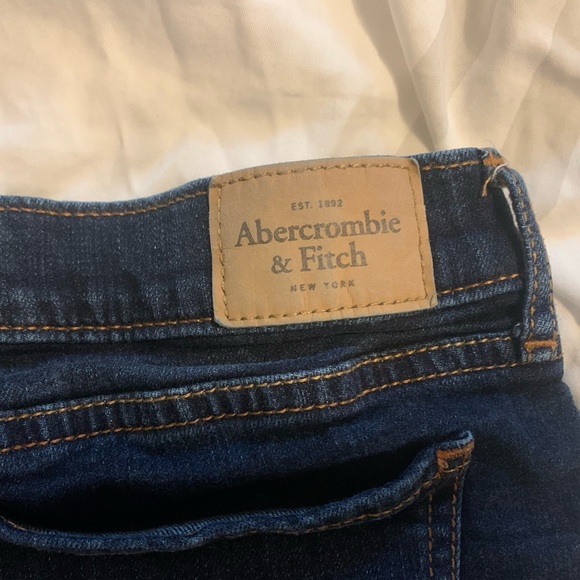 EST. 1892
Abercrombie
& Fitch
NEW YORK